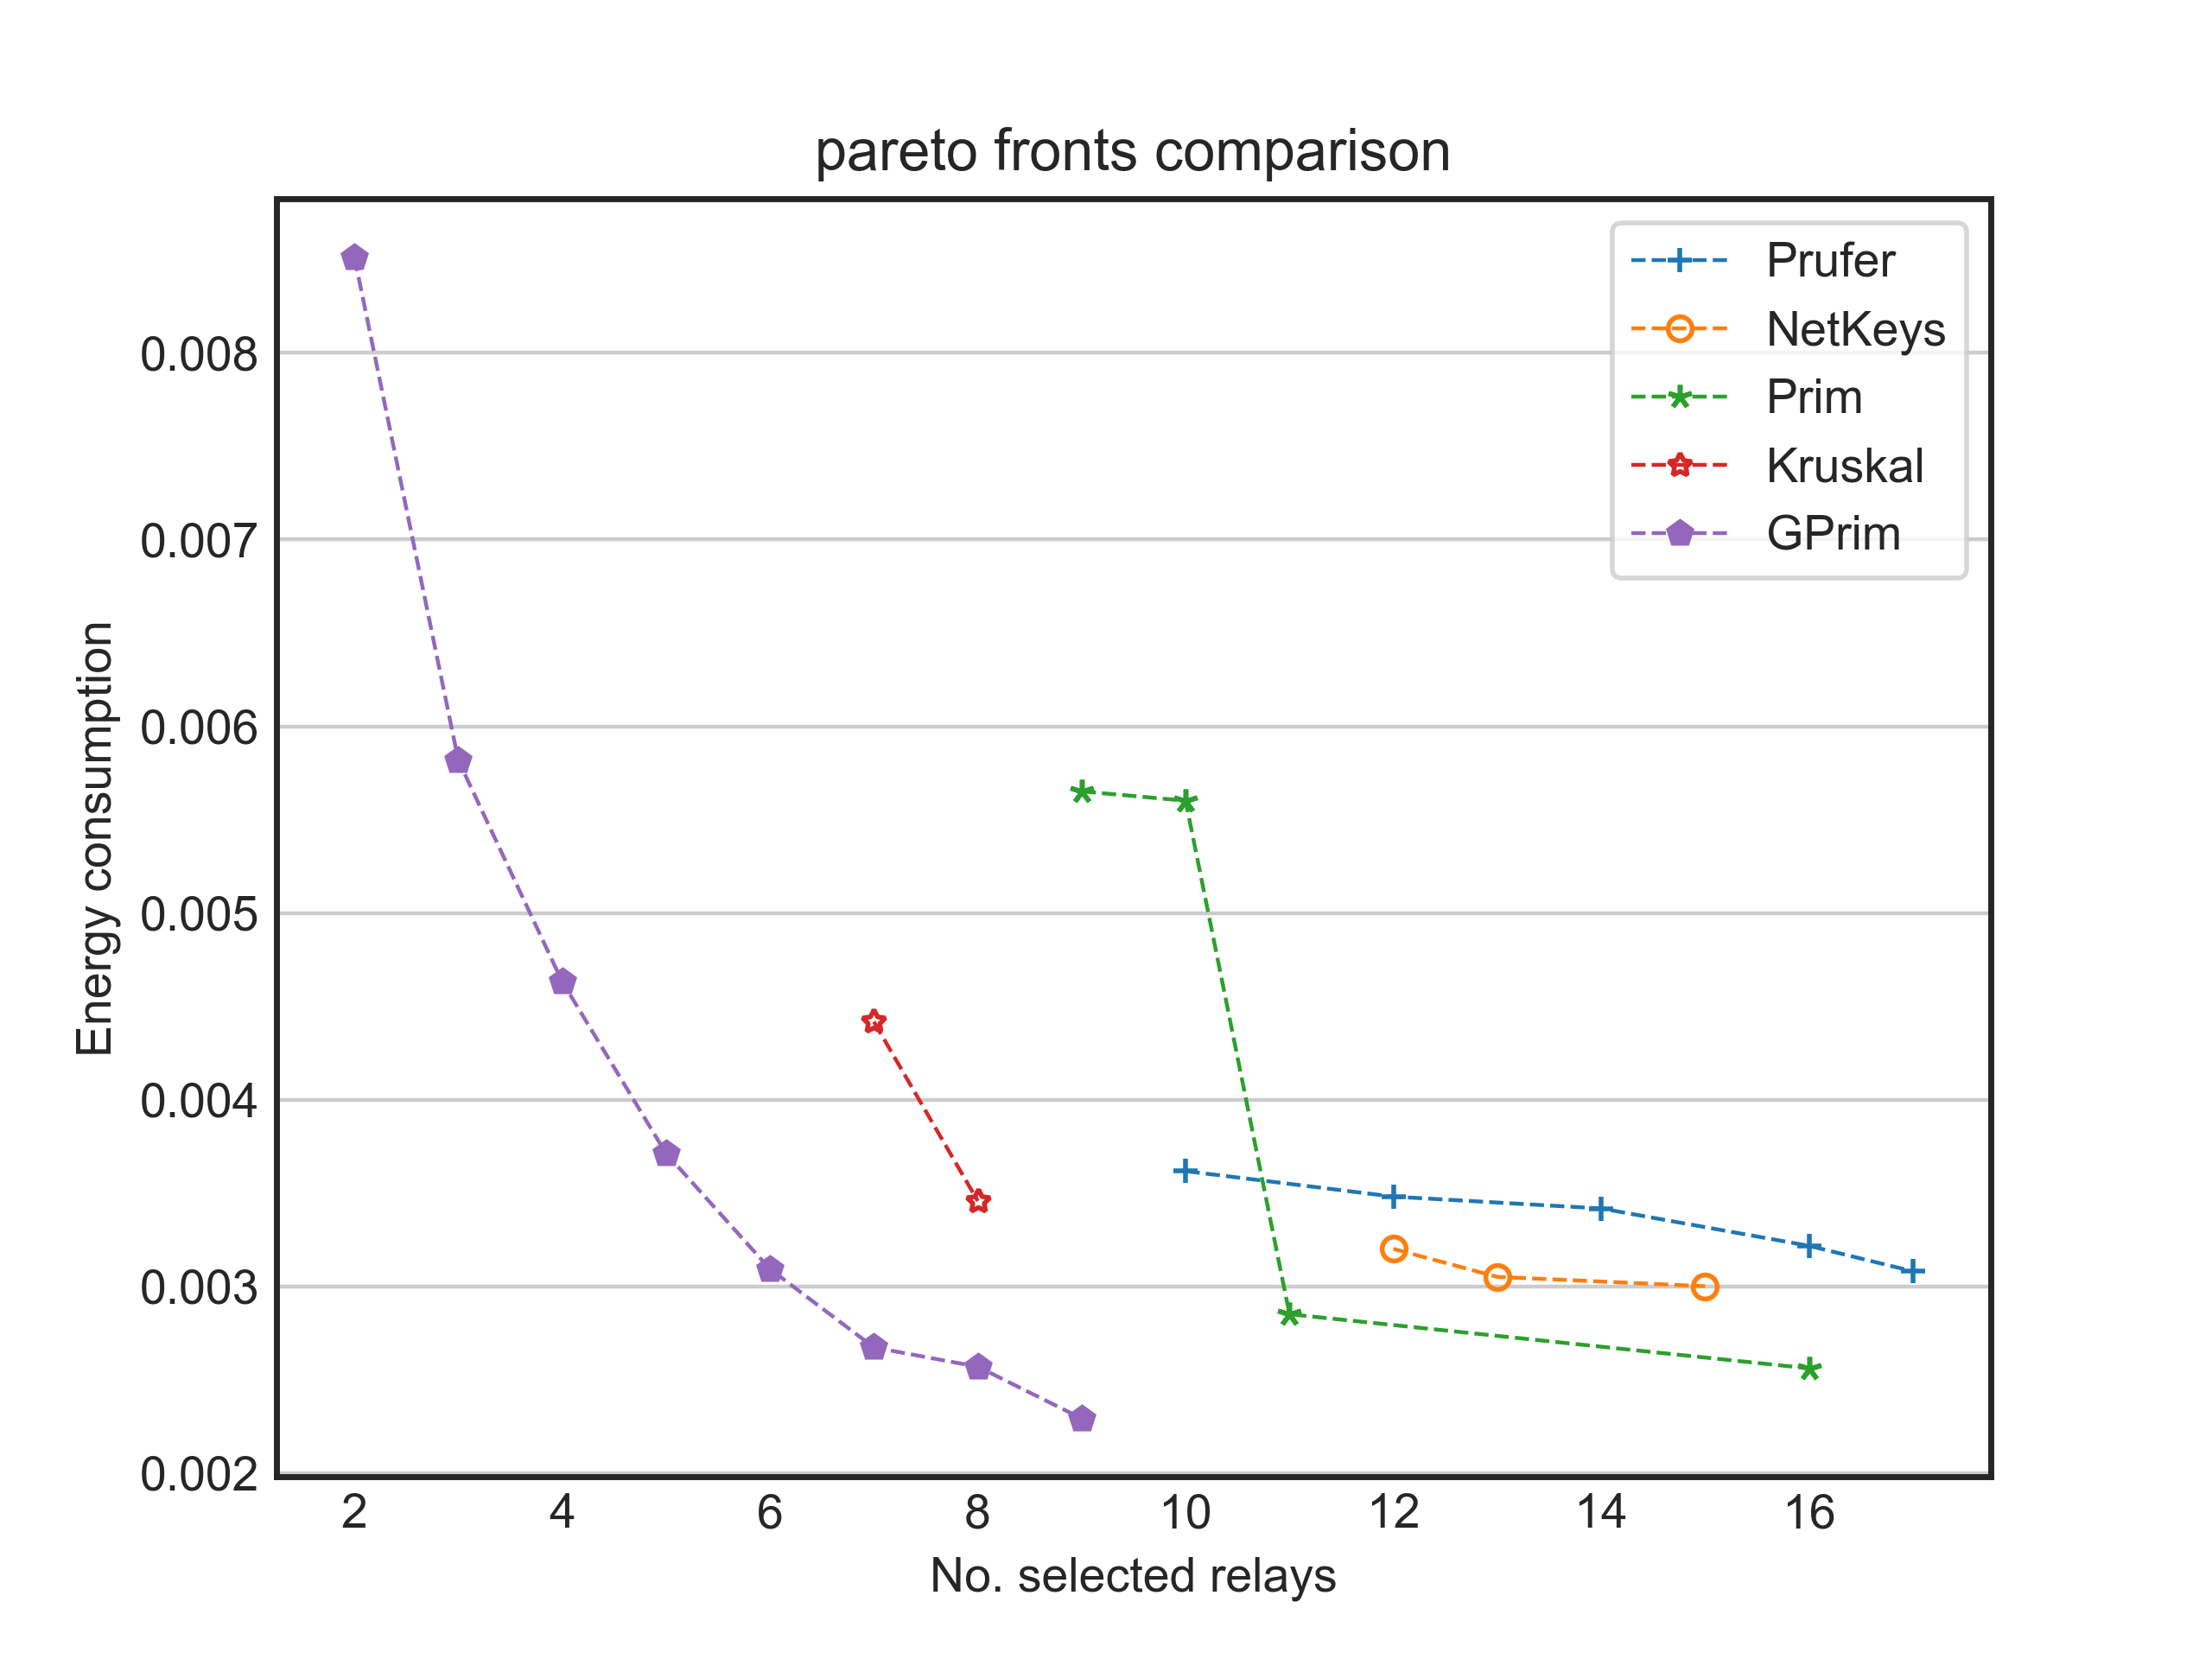 pareto fronts comparison
Prufer
NetKeys
Prim
Kruskal
GPrim
Energy consumption
0.008
0.007
0.006
0.005
0.004
0.003
0.002
2 4 6 8 10 12 14 16
No. selected relays